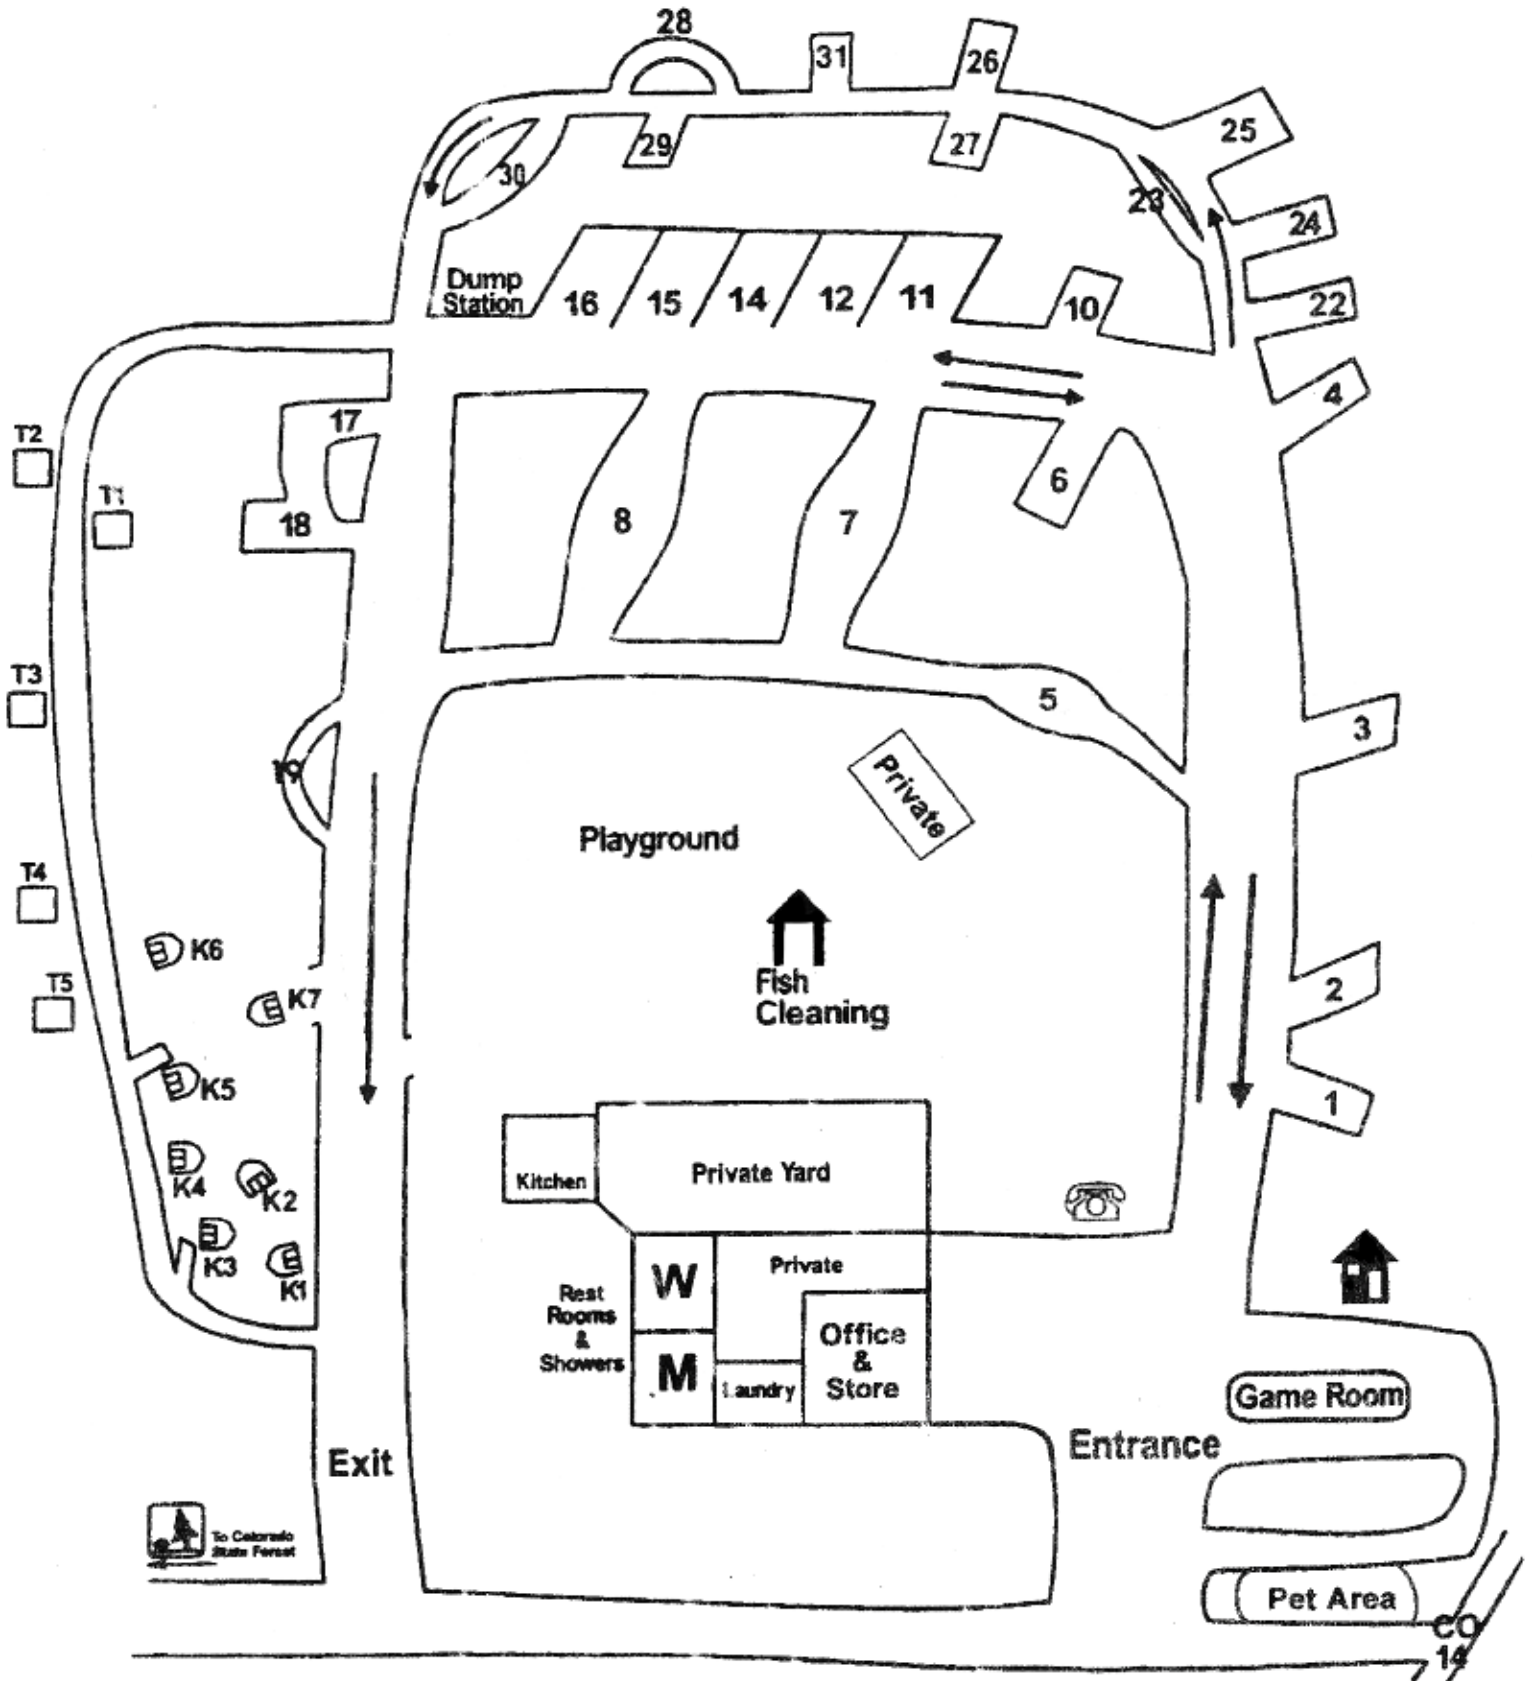 28
31
26
25
29
27
30
23
24
Dump
Station
16
15
14
12
11
10
22
4
17
T2
T1
18
8
7
6
T3
5
3
Private
19
Playground
T4
K6
K7
Fish
Cleaning
2
T5
K5
1
Kitchen
Private Yard
K4
K2
K3
K1
W
Private
Rest
Rooms
&
Showers
M
Laundry
Office
&
Store
Game Room
Exit
Entrance
To Colorado
State Forest
Pet Area
CO
14